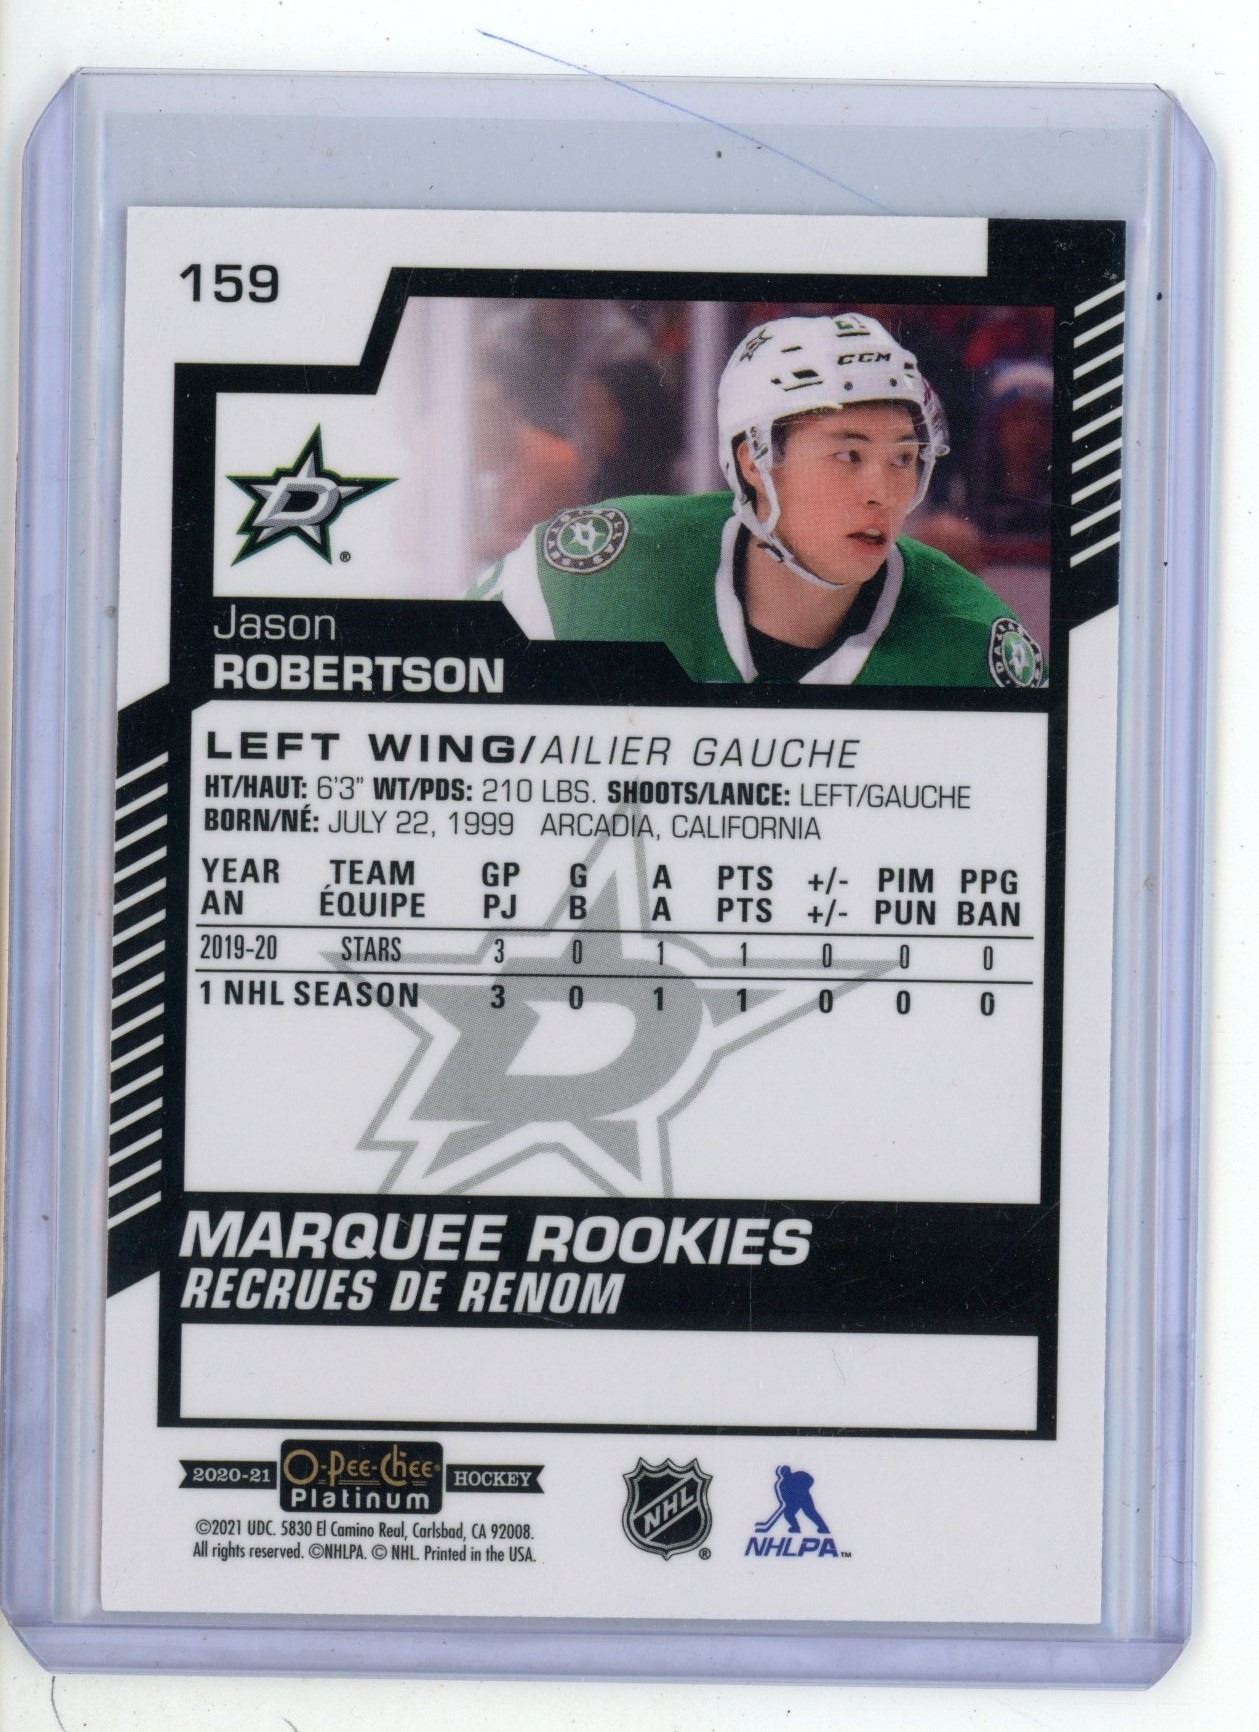 159
CCM
DALLAS
D
®
DALLAS
Jason
ROBERTSON
LEFT WING/AILIER GAUCHE
HT/HAUT: 6'3" WT/PDS: 210 LBS. SHOOTS/LANCE: LEFT/GAUCHE
BORN/NÉ: JULY 22, 1999 ARCADIA, CALIFORNIA
YEAR TEAM GP G A PTS +/- PIM PPG
AN ÉQUIPE PJ B A PTS +/- PUN BAN
2019-20 STARS 3 0 1 1 0 0 0
1 NHL SEASON 3 0 1 1 0 0 0
D
MARQUEE ROOKIES
RECRUES DE RENOM
2020-21 O-Pee-Chee Platinum HOCKEY
©2021 UDC. 5830 El Camino Real, Carlsbad, CA 92008.
All rights reserved. ©NHLPA. © NHL. Printed in the USA.
NHL ®
NHLPA™